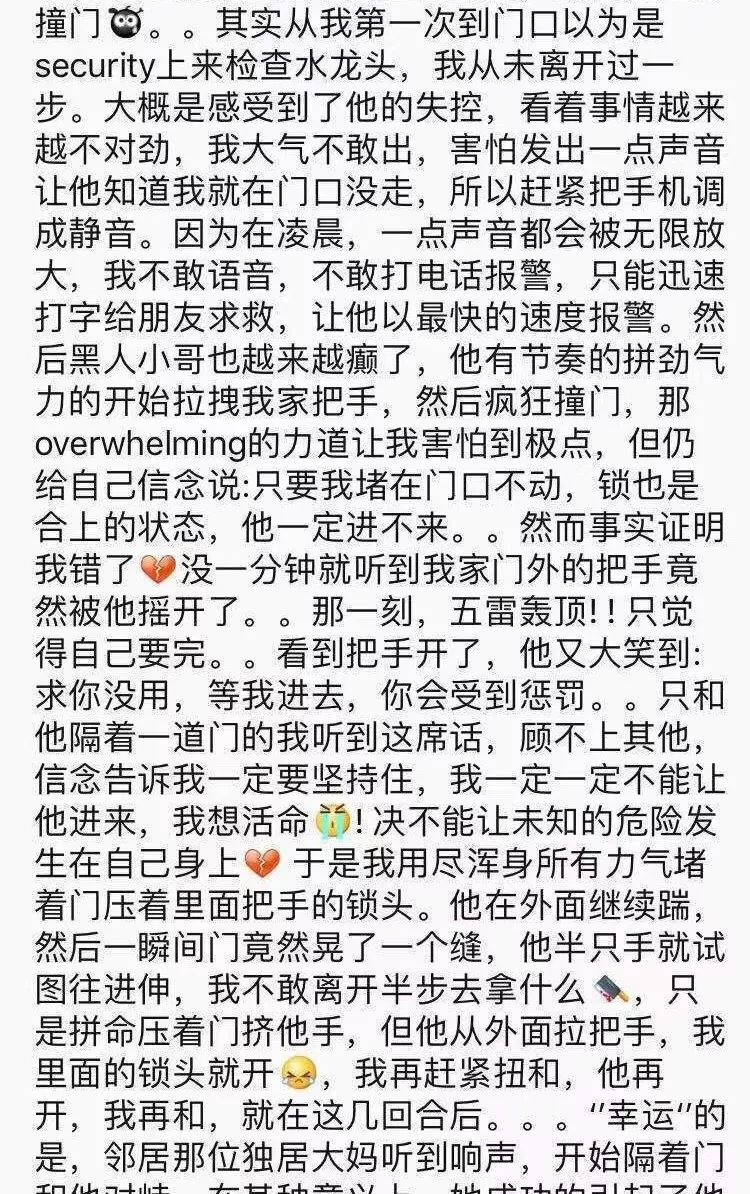 撞门。。其实从我第一次到门口以为是
security上来检查水龙头，我从未离开过一
步。大概是感受到了他的失控，看着事情越来
越不对劲，我大气不敢出，害怕发出一点声音
让他知道我就在门口没走，所以赶紧把手机调
成静音。因为在凌晨，一点声音都会被无限放
大，我不敢语音，不敢打电话报警，只能迅速
打字给朋友求救，让他以最快的速度报警。然
后黑人小哥也越来越癫了，他有节奏的拼劲气
力的开始拉拽我家把手，然后疯狂撞门，那
overwhelming的力道让我害怕到极点，但仍
给自己信念说:只要我堵在门口不动，锁也是
合上的状态，他一定进不来。。然而事实证明
我错了💔没一分钟就听到我家门外的把手竟
然被他摇开了。。那一刻，五雷轰顶!！只觉
得自己要完。。看到把手开了，他又大笑到:
求你没用，等我进去，你会受到惩罚。。只和
他隔着一道门的我听到这席话，顾不上其他，
信念告诉我一定要坚持住，我一定一定不能让
他进来，我想活命😭! 决不能让未知的危险发
生在自己身上💔 于是我用尽浑身所有力气堵
着门压着里面把手的锁头。他在外面继续踹，
然后一瞬间门竟然晃了一个缝，他半只手就试
图往进伸，我不敢离开半步去拿什么🔪，只
是拼命压着门挤他手，但他从外面拉把手，我
里面的锁头就开😣，我再赶紧扭和，他再
开，我再和，就在这几回合后。。。“幸运”的
是，邻居那位独居大妈听到响声，开始隔着门